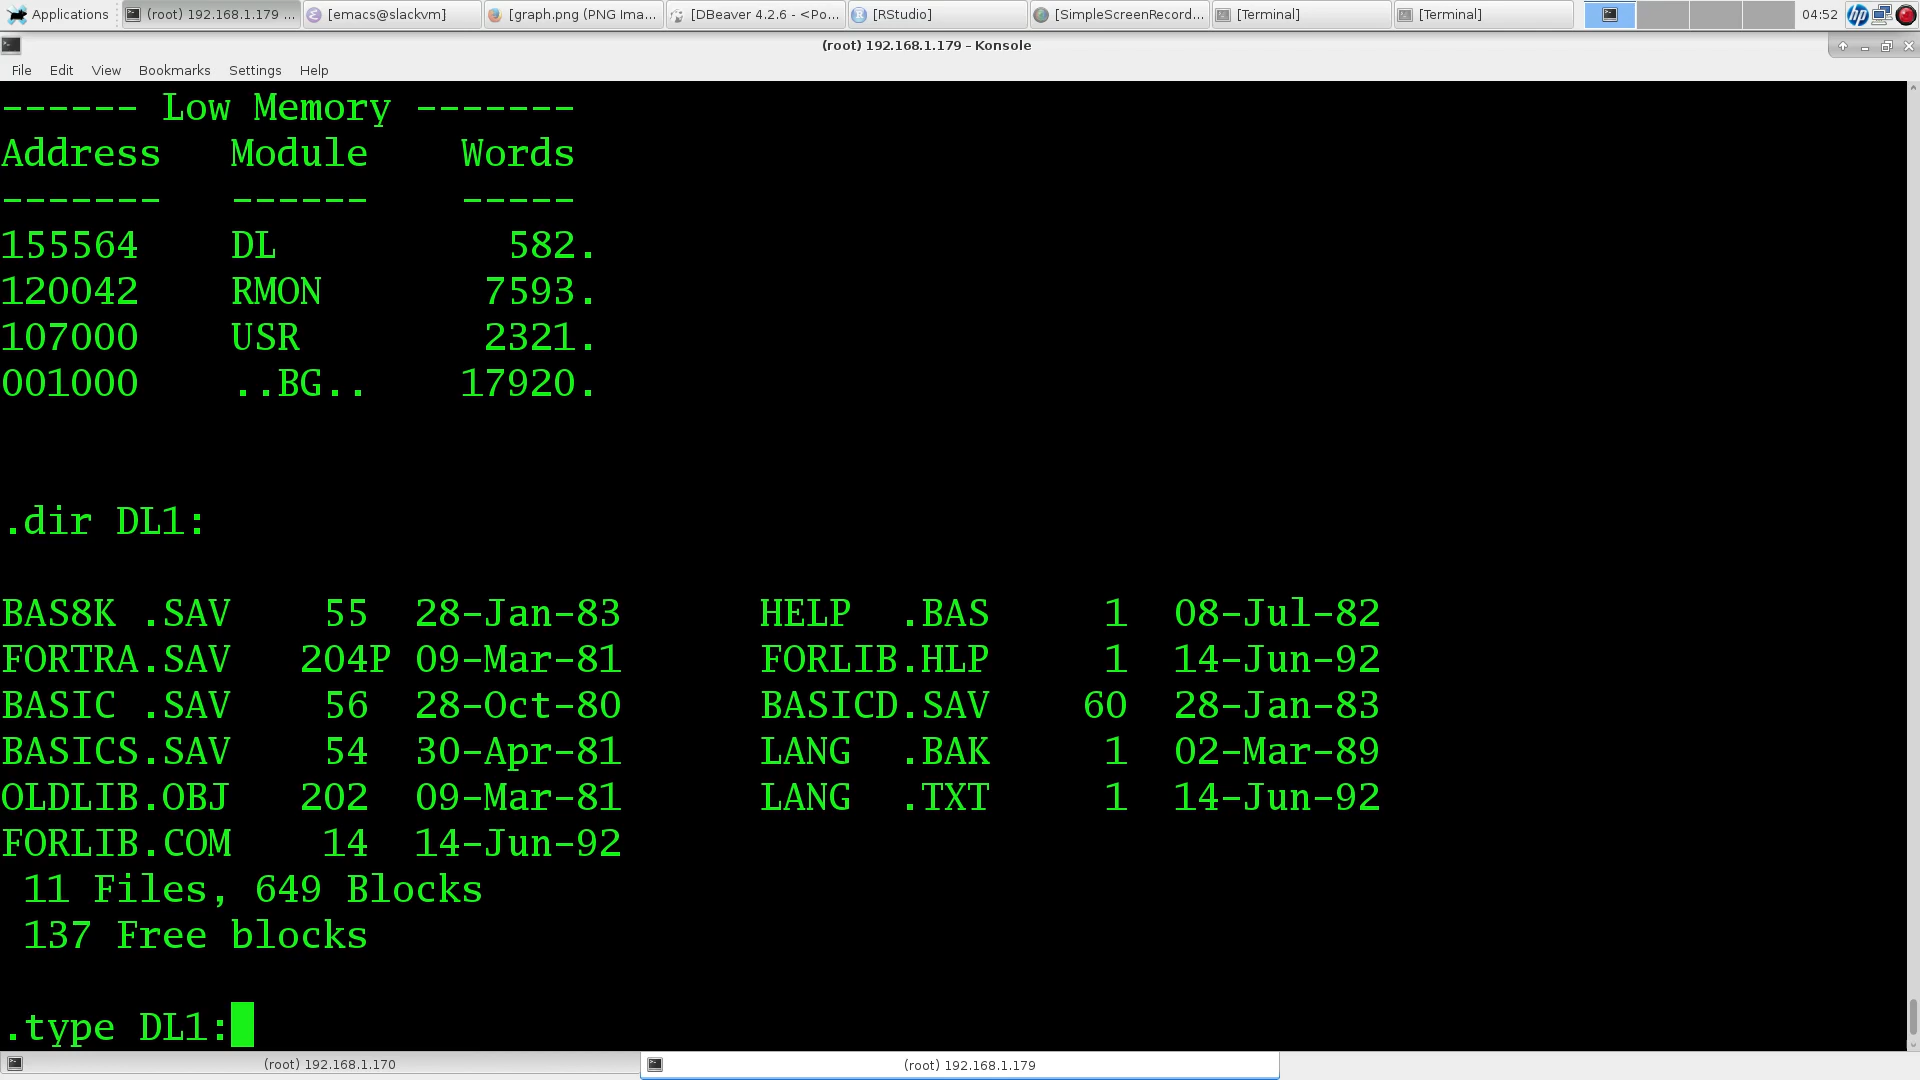 Applications (root) 192.168.1.179 ... [emacs@slackvm] [graph.png (PNG Ima... [DBeaver 4.2.6 - <Po... [RStudio] [SimpleScreenRecord... [Terminal] [Terminal] 04:52 hp
(root) 192.168.1.179 – Konsole
File Edit View Bookmarks Settings Help
------ Low Memory -------
Address   Module    Words
-------   ------    -----
155564    DL          582.
120042    RMON       7593.
107000    USR        2321.
001000    ..BG..    17920.
.dir DL1:
BAS8K .SAV    55  28-Jan-83      HELP  .BAS     1  08-Jul-82
FORTRA.SAV   204P 09-Mar-81      FORLIB.HLP     1  14-Jun-92
BASIC .SAV    56  28-Oct-80      BASICD.SAV    60  28-Jan-83
BASICS.SAV    54  30-Apr-81      LANG  .BAK     1  02-Mar-89
OLDLIB.OBJ   202  09-Mar-81      LANG  .TXT     1  14-Jun-92
FORLIB.COM    14  14-Jun-92
 11 Files, 649 Blocks
 137 Free blocks
.type DL1:
(root) 192.168.1.170 (root) 192.168.1.179